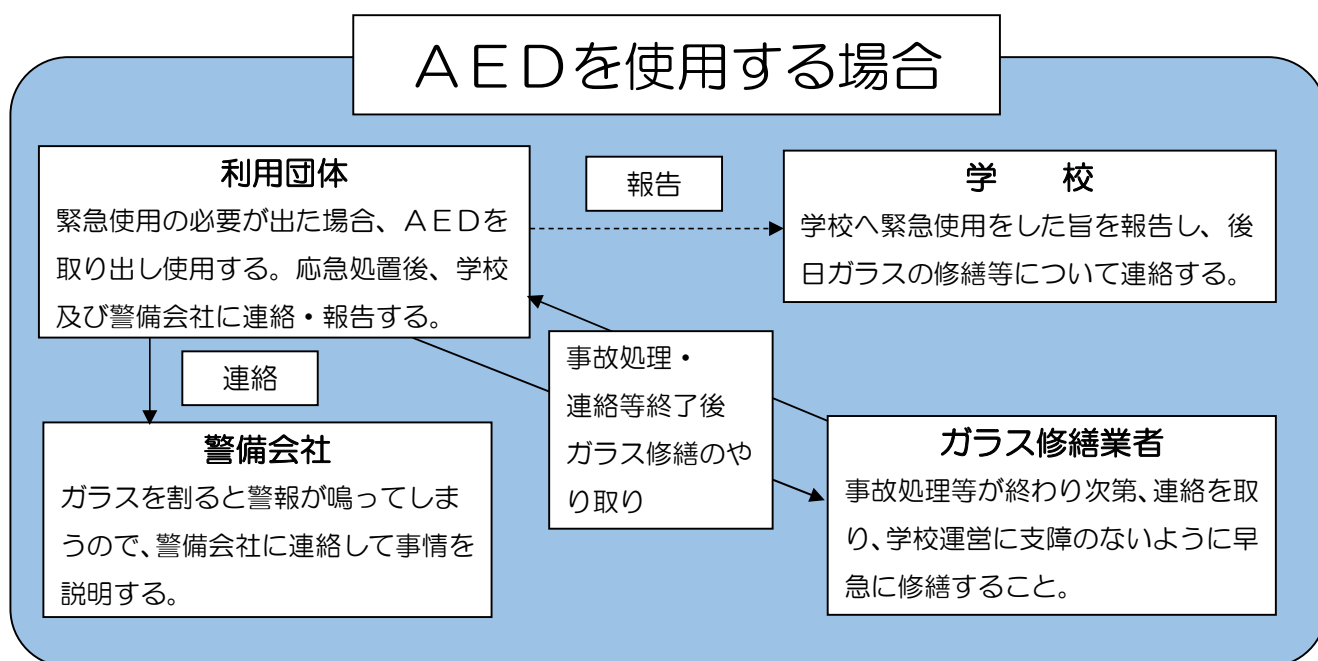 ＡＥＤを使用する場合
利用団体
緊急使用の必要が出た場合、ＡＥＤを
取り出し使用する。応急処置後、学校
及び警備会社に連絡・報告する。
報告
学　　校
学校へ緊急使用をした旨を報告し、後
日ガラスの修繕等について連絡する。
連絡
事故処理・
連絡等終了後
ガラス修繕のや
り取り
警備会社
ガラスを割ると警報が鳴ってしま
うので、警備会社に連絡して事情を
説明する。
ガラス修繕業者
事故処理等が終わり次第、連絡を取
り、学校運営に支障のないように早
急に修繕すること。